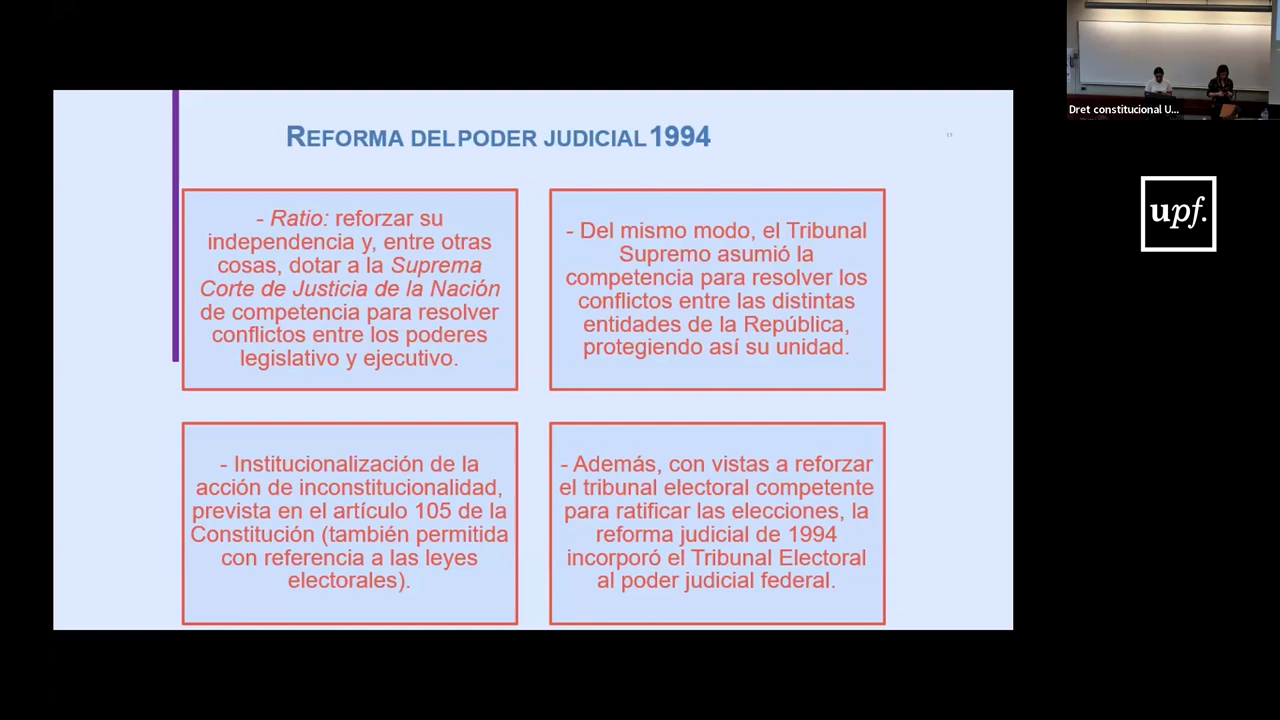 REFORMA DELPODER JUDICIAL1994
- Ratio: reforzar su
independencia y, entre otras
cosas, dotar a la Suprema
Corte de Justicia de la Nación
de competencia para resolver
conflictos entre los poderes
legislativo y ejecutivo.
- Del mismo modo, el Tribunal
Supremo asumió la
competencia para resolver los
conflictos entre las distintas
entidades de la República,
protegiendo así su unidad.
- Institucionalización de la
acción de inconstitucionalidad,
prevista en el artículo 105 de la
Constitución (también permitida
con referencia a las leyes
electorales).
- Además, con vistas a reforzar
el tribunal electoral competente
para ratificar las elecciones, la
reforma judicial de 1994
incorporó el Tribunal Electoral
al poder judicial federal.
Dret constitucional U...
upf.